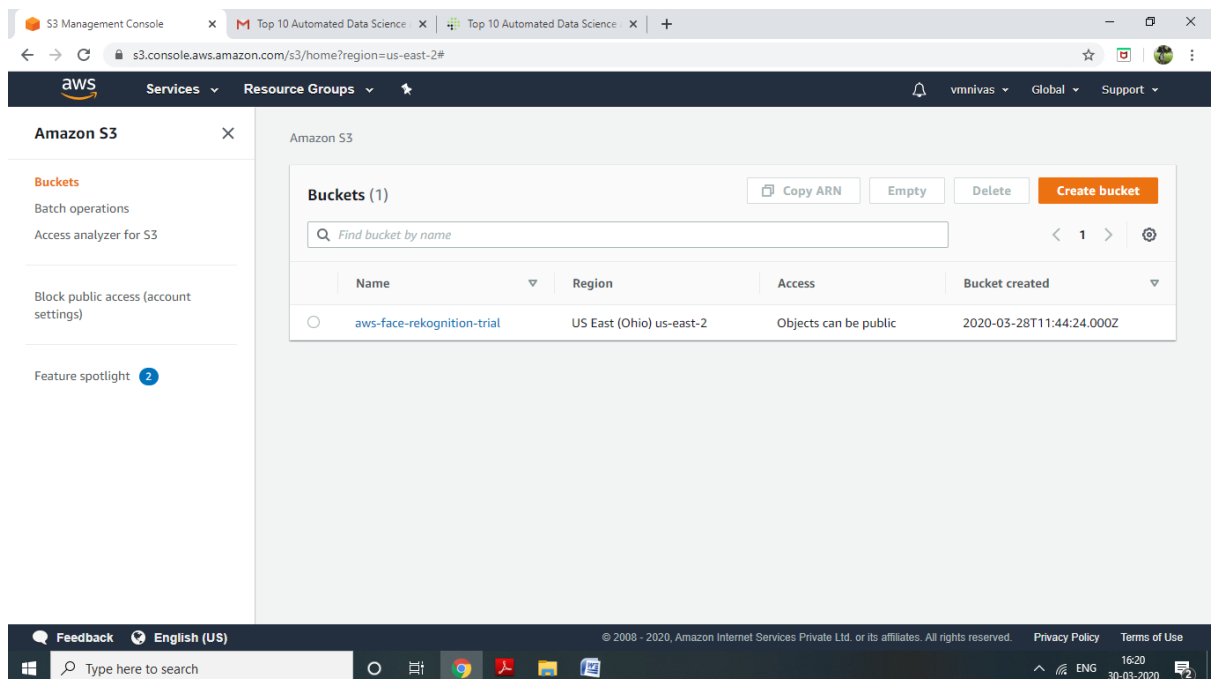 S3 Management Console
Top 10 Automated Data Science
Top 10 Automated Data Science
s3.console.aws.amazon.com/s3/home?region=us-east-2#
aws Services Resource Groups vmnivas Global Support
Amazon S3
Buckets
Batch operations
Access analyzer for S3
Block public access (account
settings)
Feature spotlight 2
Amazon S3
Buckets (1) Copy ARN Empty Delete Create bucket
Find bucket by name 1
Name Region Access Bucket created
aws-face-rekognition-trial US East (Ohio) us-east-2 Objects can be public 2020-03-28T11:44:24.000Z
Feedback English (US) © 2008 - 2020, Amazon Internet Services Private Ltd. or its affiliates. All rights reserved. Privacy Policy Terms of Use
Type here to search ENG 16:20
30-03-2020 2